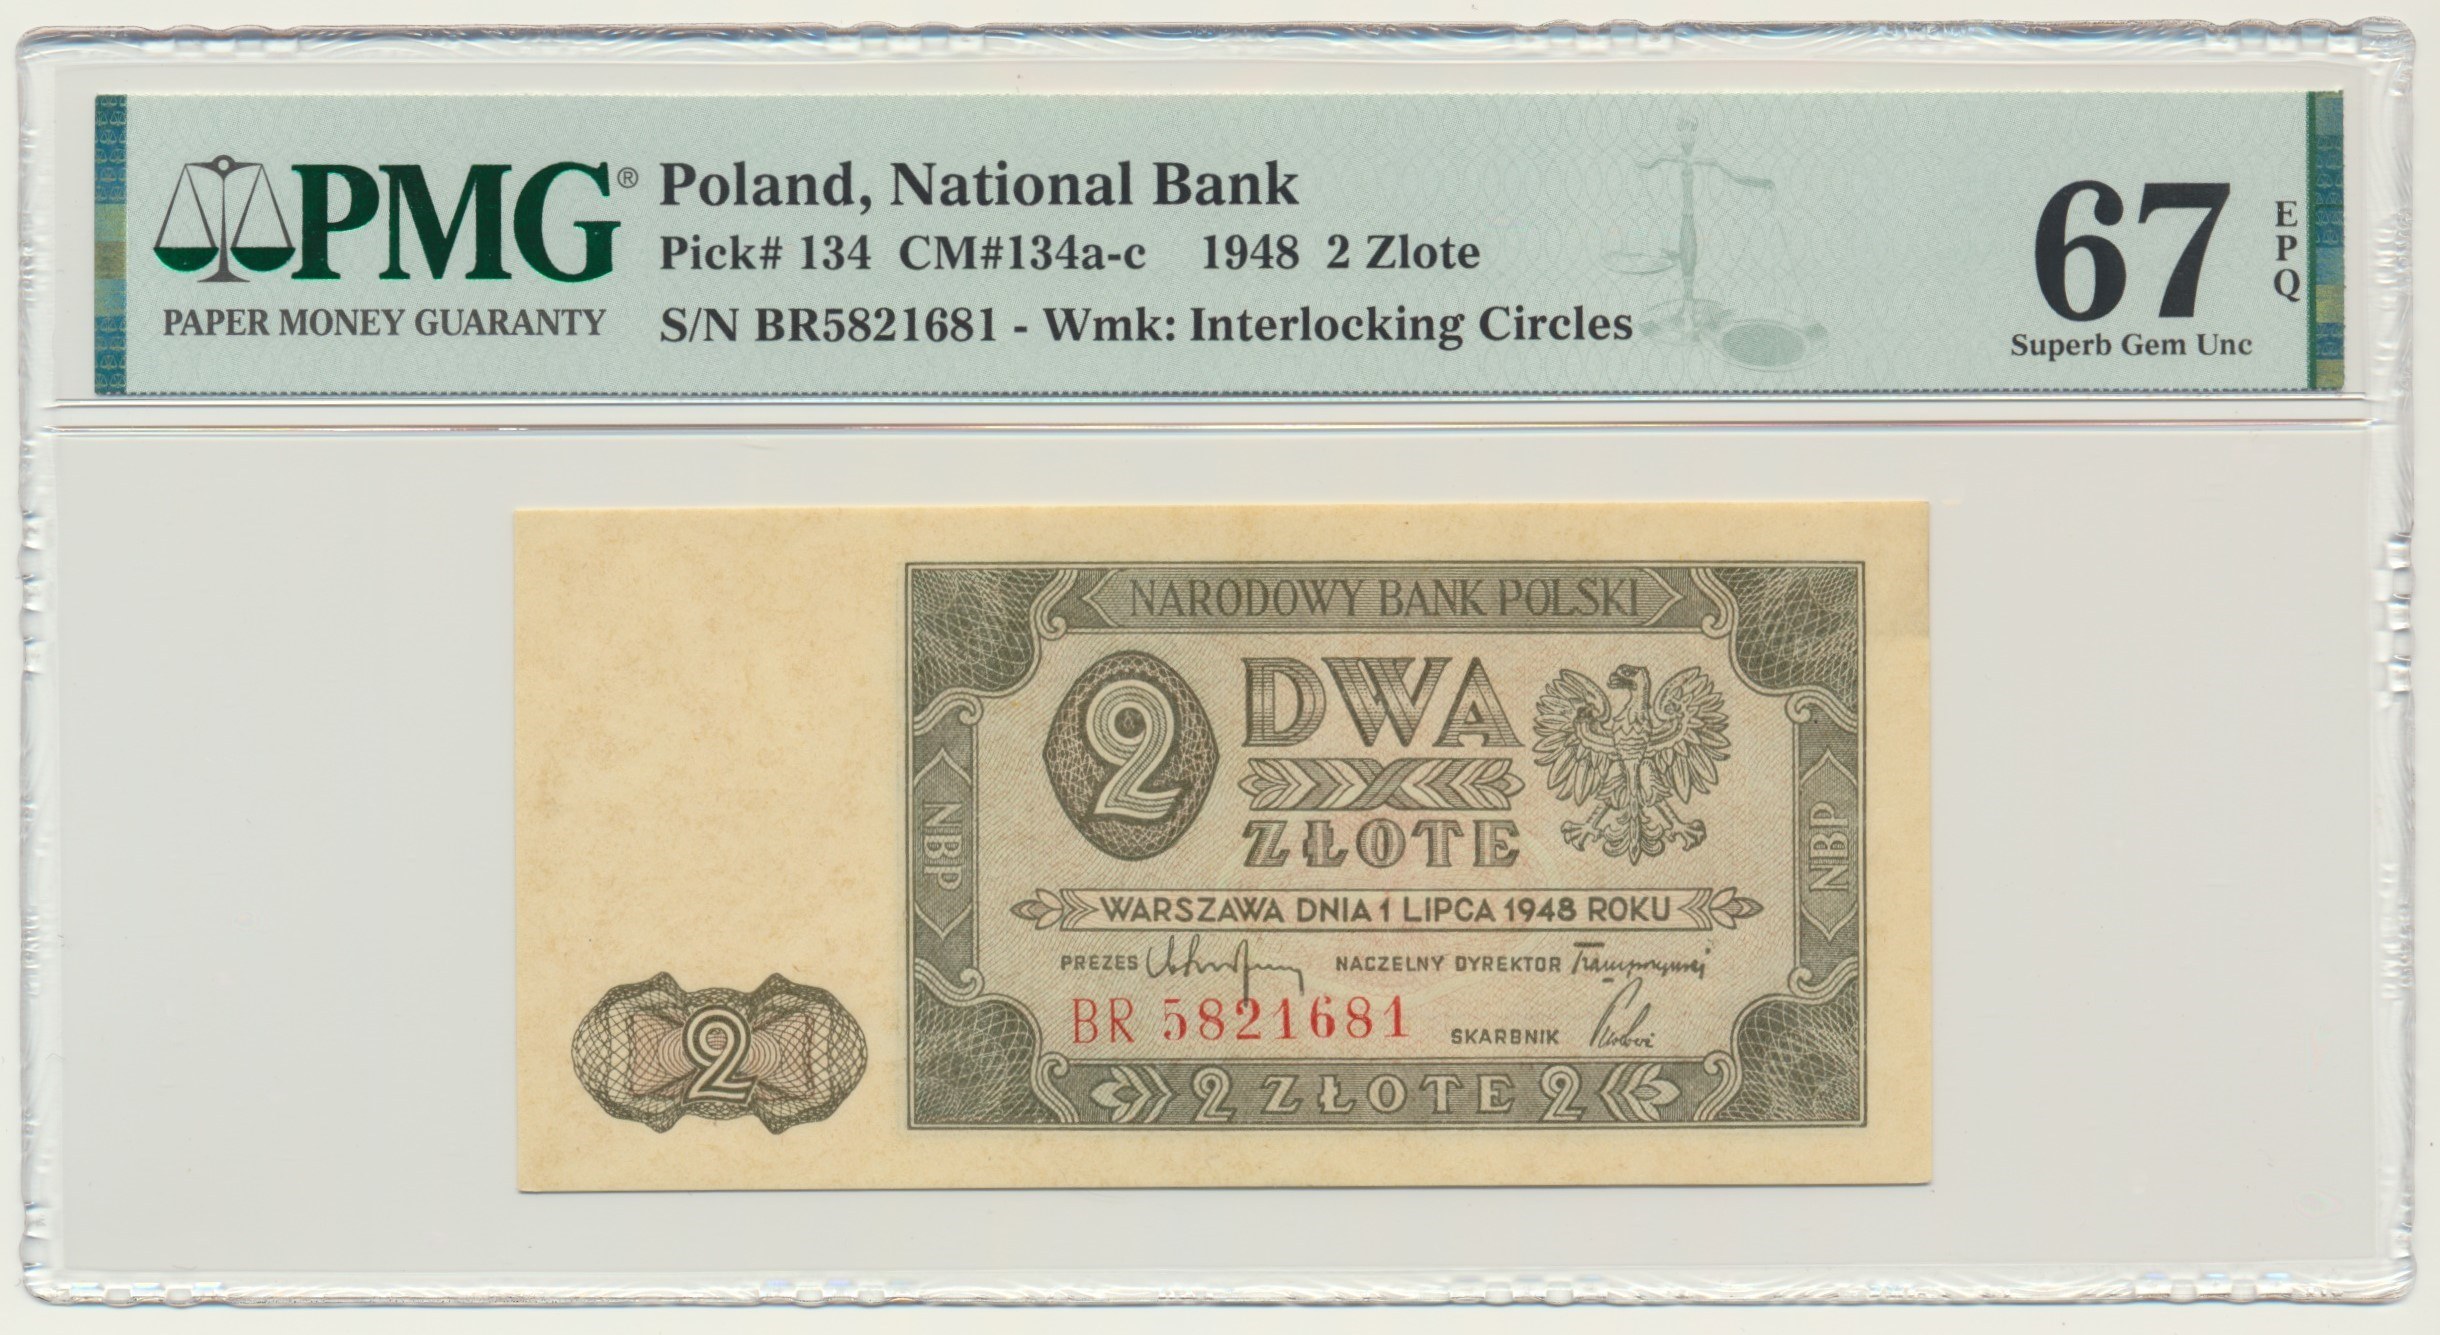 PMG®
PAPER MONEY GUARANTY
Poland, National Bank
Pick# 134 CM#134a-c 1948 2 Zlote
S/N BR5821681 - Wmk: Interlocking Circles
67
EPQ
Superb Gem Unc
NARODOWY BANK POLSKI
2 DWA
ZŁOTE
NBP
NBP
WARSZAWA DNIA 1 LIPCA 1948 ROKU
PREZES NACZELNY DYREKTOR
BR 5821681 SKARBNIK
2
2 ZŁOTE 2